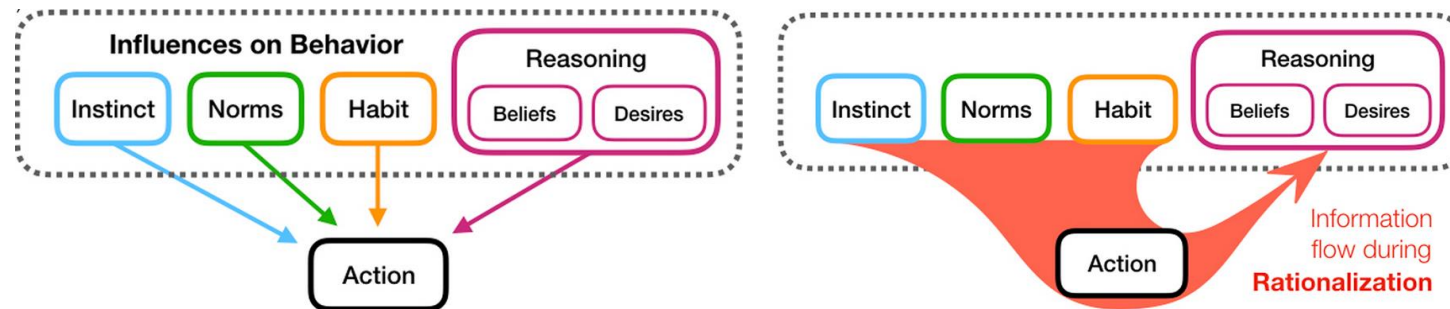 Influences on Behavior
Instinct
Norms
Habit
Reasoning
Beliefs
Desires
Action
Instinct
Norms
Habit
Reasoning
Beliefs
Desires
Action
Information
flow during
Rationalization